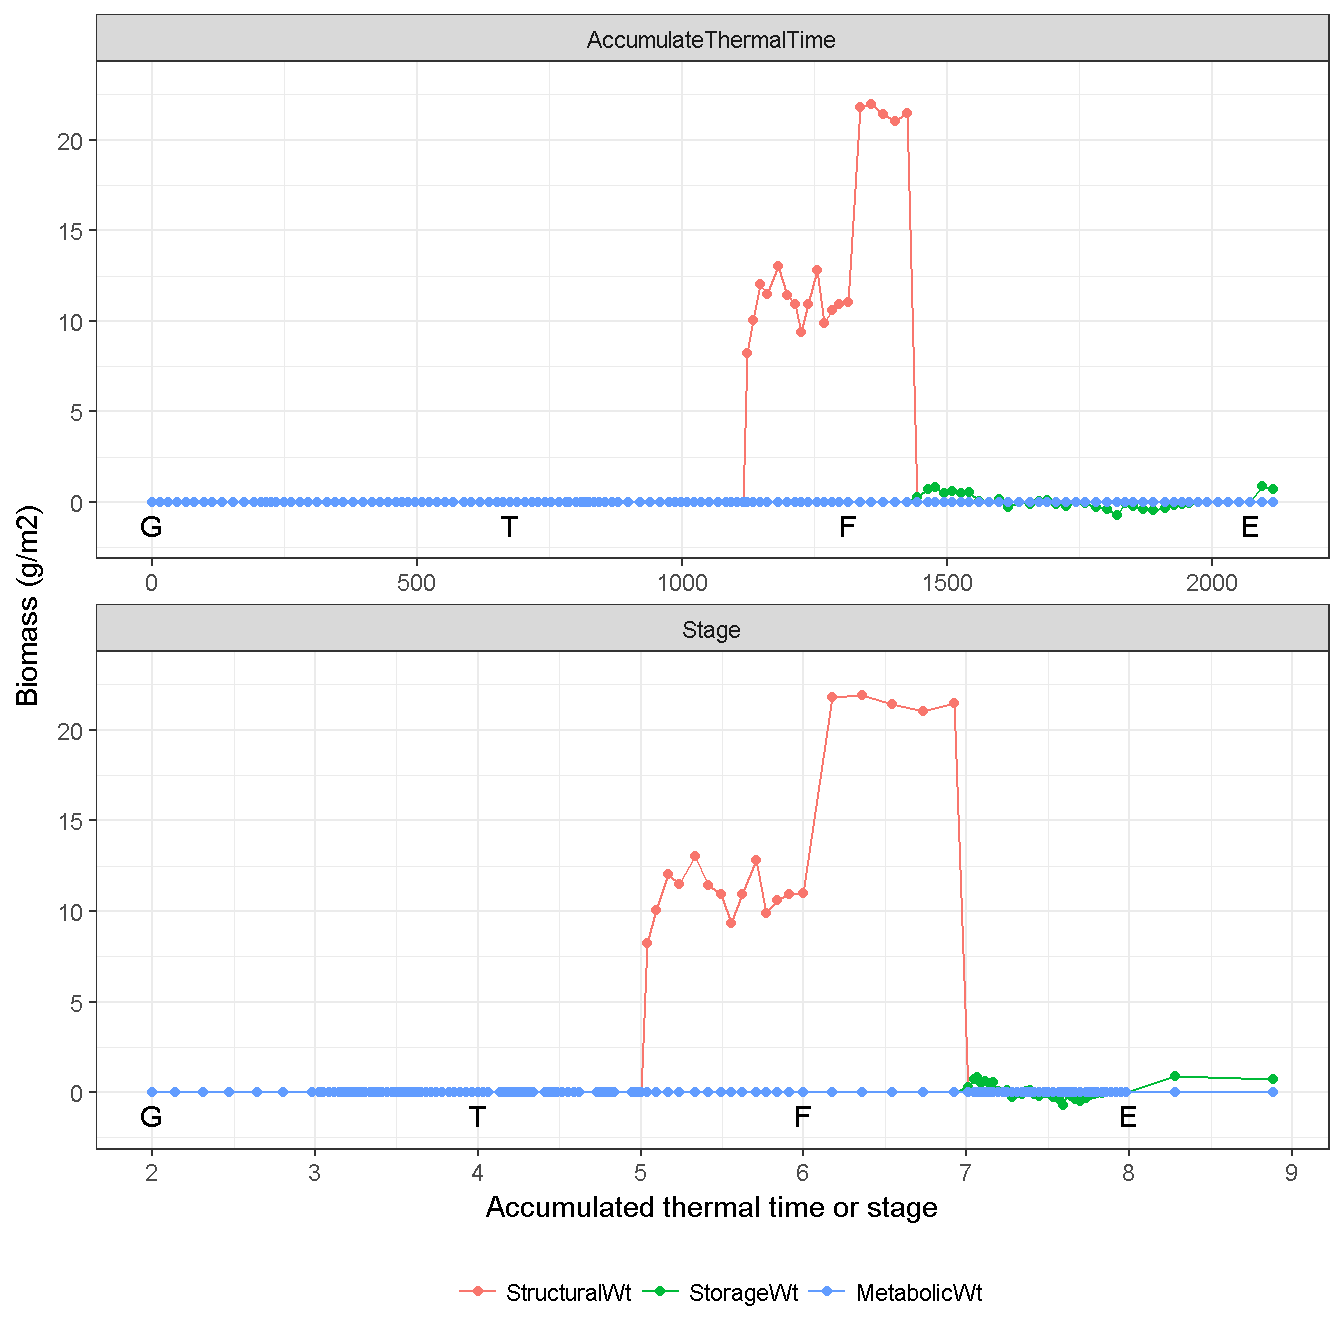 AccumulateThermalTime
20
15
10
5
0
G T F E
0 500 1000 1500 2000
Biomass (g/m2)
Stage
20
15
10
5
0
G T F E
2 3 4 5 6 7 8 9
Accumulated thermal time or stage
StructuralWt StorageWt MetabolicWt